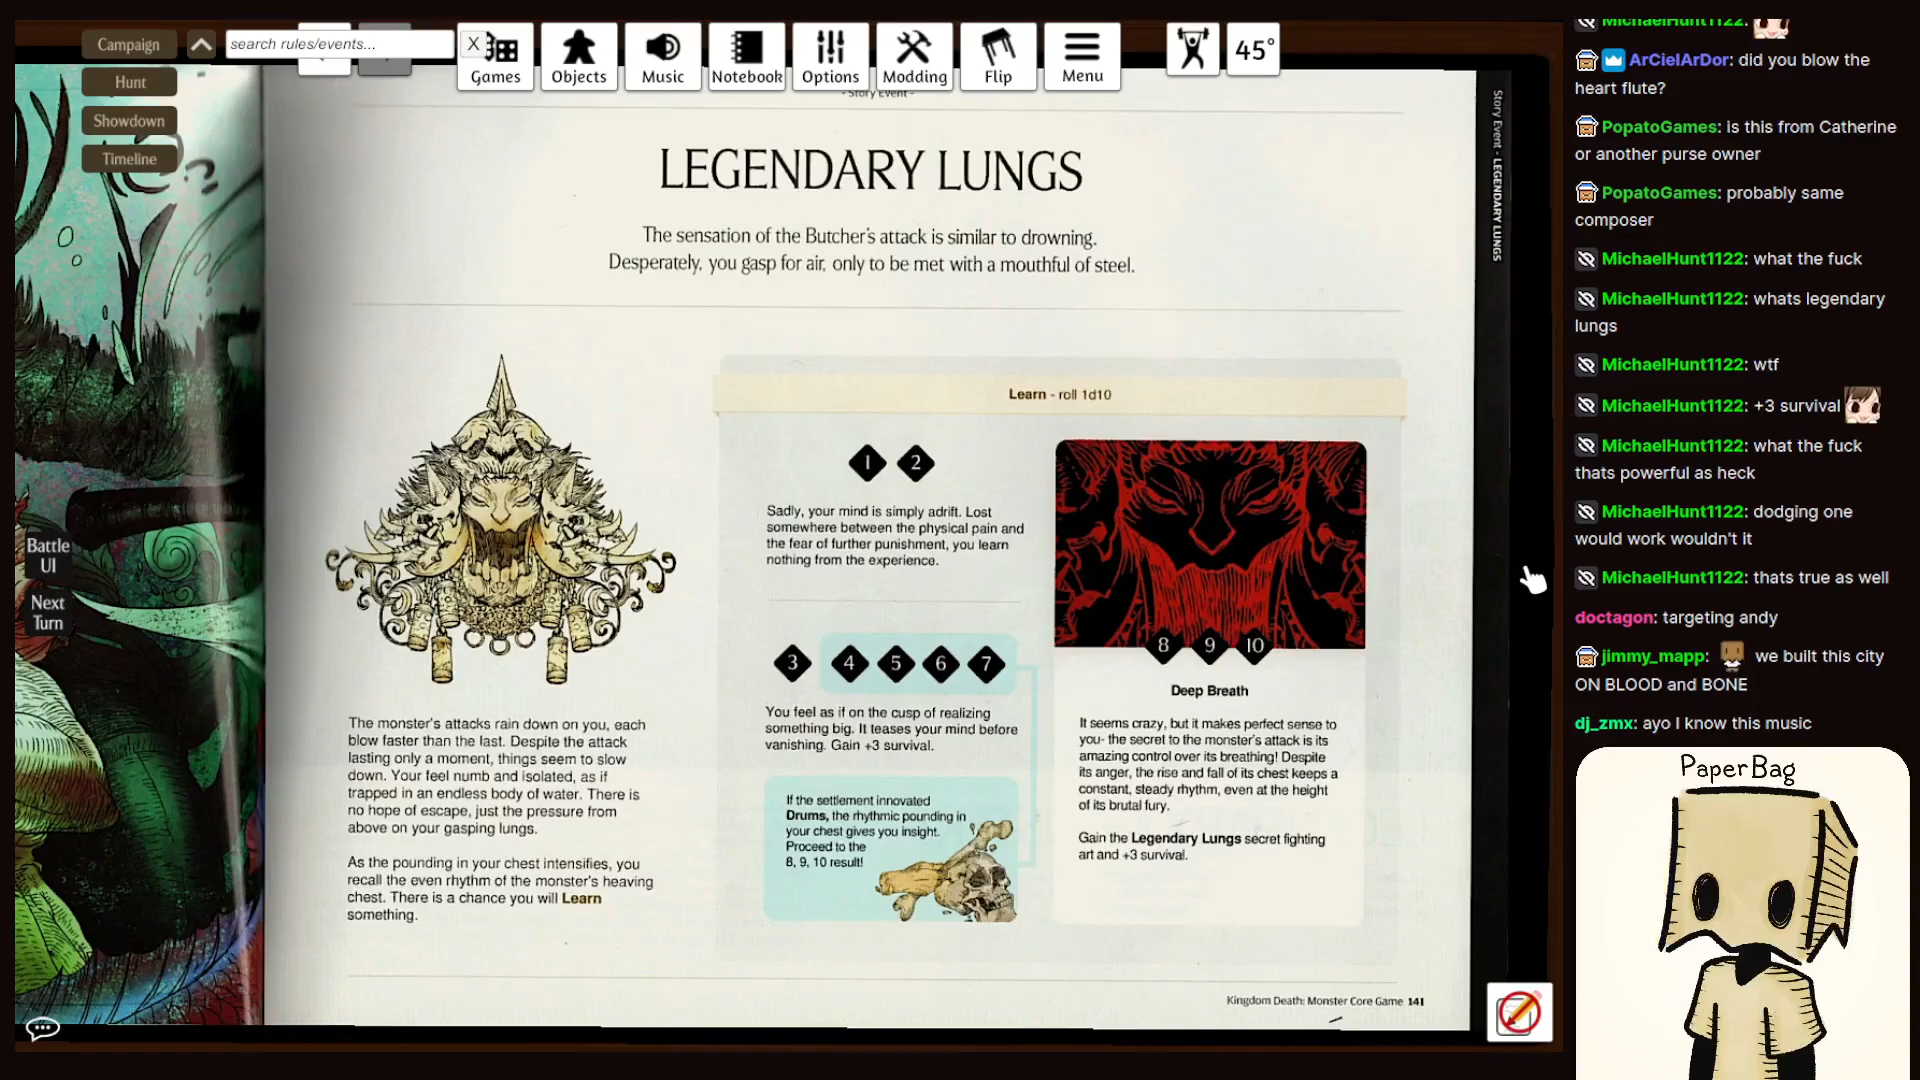 Campaign
search rules/events...
X
Games
Objects
Music
Notebook
Options
Modding
Flip
Menu
45°
Hunt
Showdown
Timeline
Battle
UI
Next
Turn
- Story Event -
LEGENDARY LUNGS
The sensation of the Butcher's attack is similar to drowning.
Desperately, you gasp for air, only to be met with a mouthful of steel.
Story Event - LEGENDARY LUNGS
The monster's attacks rain down on you, each
blow faster than the last. Despite the attack
lasting only a moment, things seem to slow
down. Your feel numb and isolated, as if
trapped in an endless body of water. There is
no hope of escape, just the pressure from
above on your gasping lungs.
As the pounding in your chest intensifies, you
recall the even rhythm of the monster's heaving
chest. There is a chance you will Learn
something.
Learn - roll 1d10
1 2
Sadly, your mind is simply adrift. Lost
somewhere between the physical pain and
the fear of further punishment, you learn
nothing from the experience.
3 4 5 6 7
You feel as if on the cusp of realizing
something big. It teases your mind before
vanishing. Gain +3 survival.
If the settlement innovated
Drums, the rhythmic pounding in
your chest gives you insight.
Proceed to the
8, 9, 10 result!
8 9 10
Deep Breath
It seems crazy, but it makes perfect sense to
you- the secret to the monster's attack is its
amazing control over its breathing! Despite
its anger, the rise and fall of its chest keeps a
constant, steady rhythm, even at the height
of its brutal fury.
Gain the Legendary Lungs secret fighting
art and +3 survival.
Kingdom Death: Monster Core Game 141
MichaelHunt1122:
ArCielArDor: did you blow the
heart flute?
PopatoGames: is this from Catherine
or another purse owner
PopatoGames: probably same
composer
MichaelHunt1122: what the fuck
MichaelHunt1122: whats legendary
lungs
MichaelHunt1122: wtf
MichaelHunt1122: +3 survival
MichaelHunt1122: what the fuck
thats powerful as heck
MichaelHunt1122: dodging one
would work wouldn't it
MichaelHunt1122: thats true as well
doctagon: targeting andy
jimmy_mapp: we built this city
ON BLOOD and BONE
dj_zmx: ayo I know this music
PaperBag